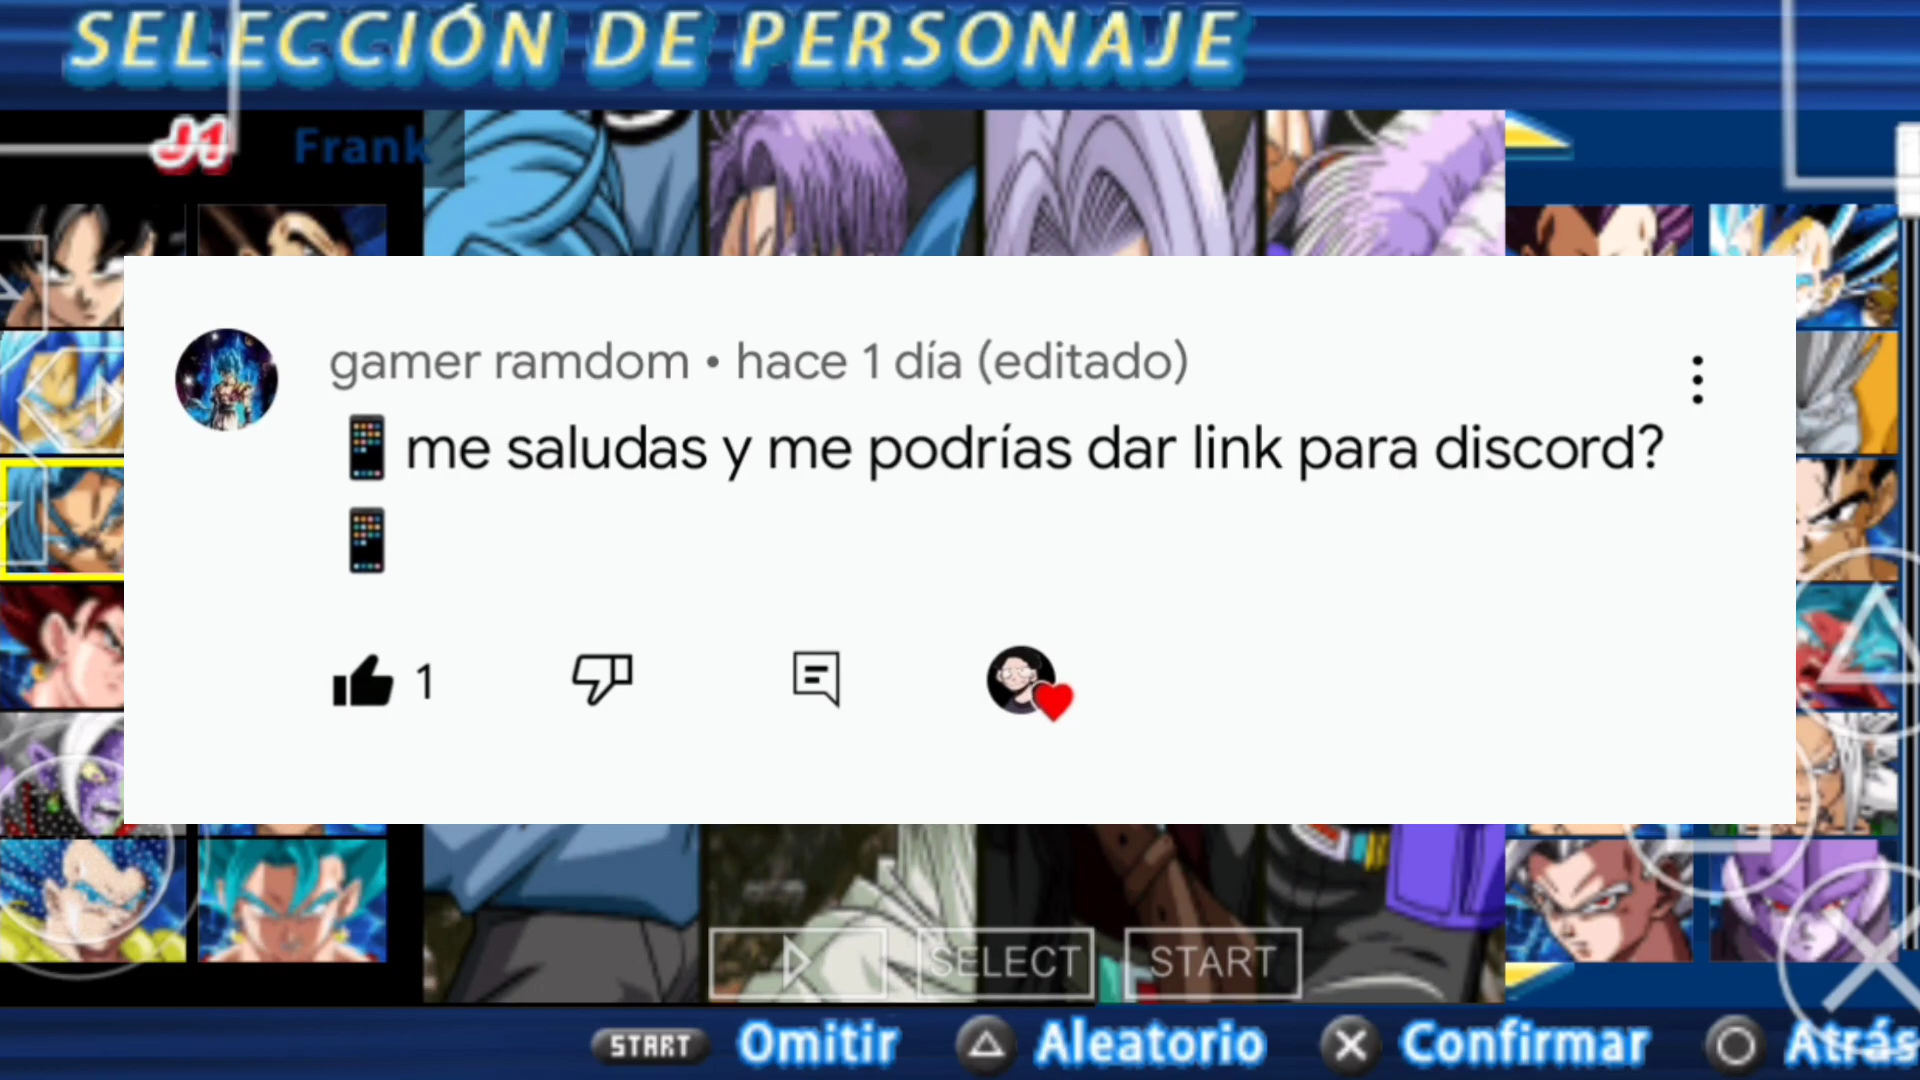 SELECCIÓN DE PERSONAJE
J1 Frank
gamer ramdom • hace 1 día (editado)
📱 me saludas y me podrías dar link para discord?
📱
1
SELECT START
START Omitir Aleatorio Confirmar Atrás